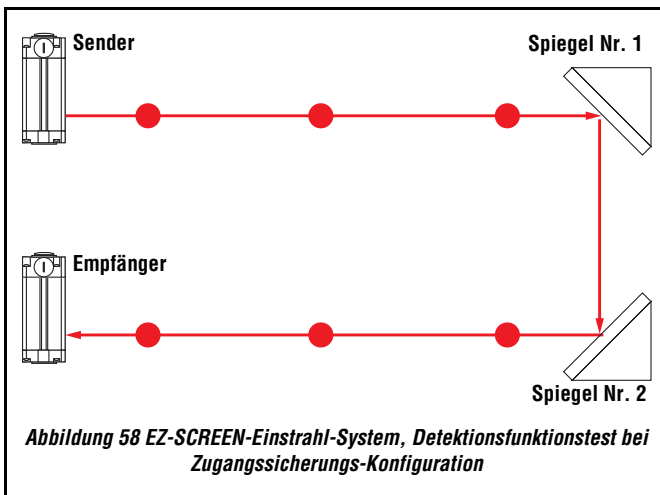 Sender
Spiegel Nr. 1
Empfänger
Spiegel Nr. 2
Abbildung 58 EZ-SCREEN-Einstrahl-System, Detektionsfunktionstest bei
Zugangssicherungs-Konfiguration